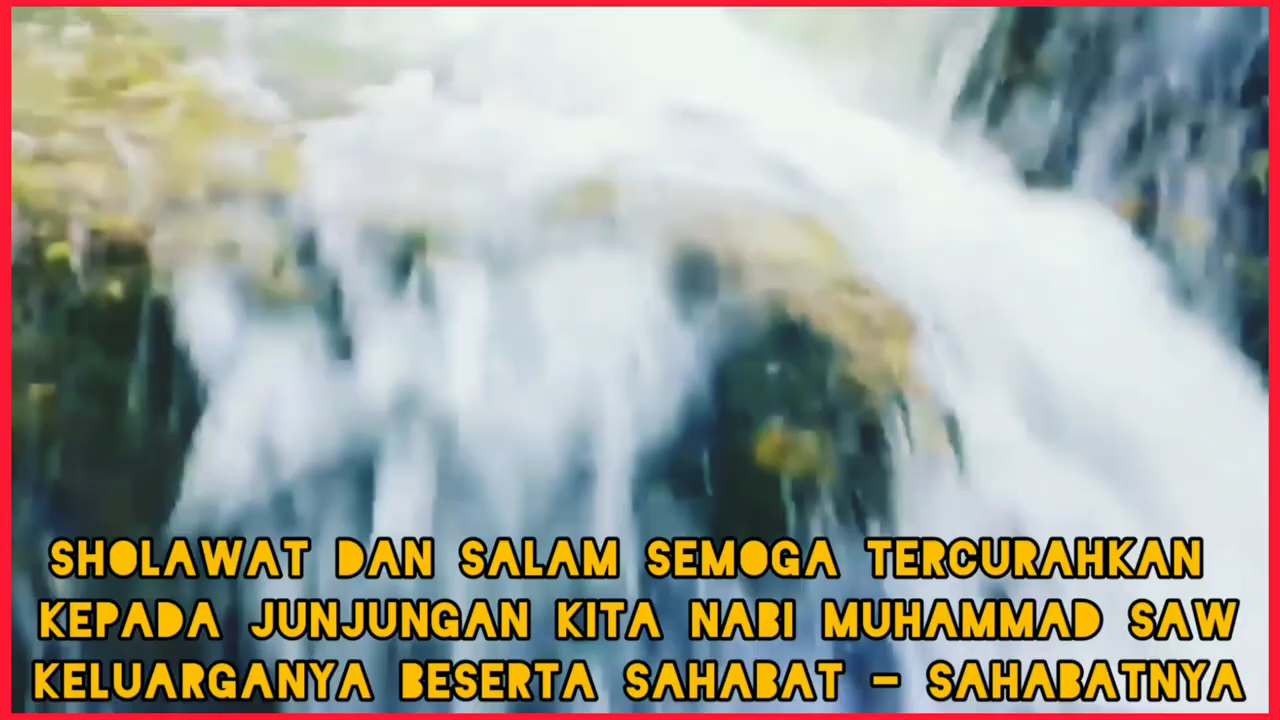 SHOLAWAT DAN SALAM SEMOGA TERCURAHKAN
KEPADA JUNJUNGAN KITA NABI MUHAMMAD SAW
KELUARGANYA BESERTA SAHABAT - SAHABATNYA